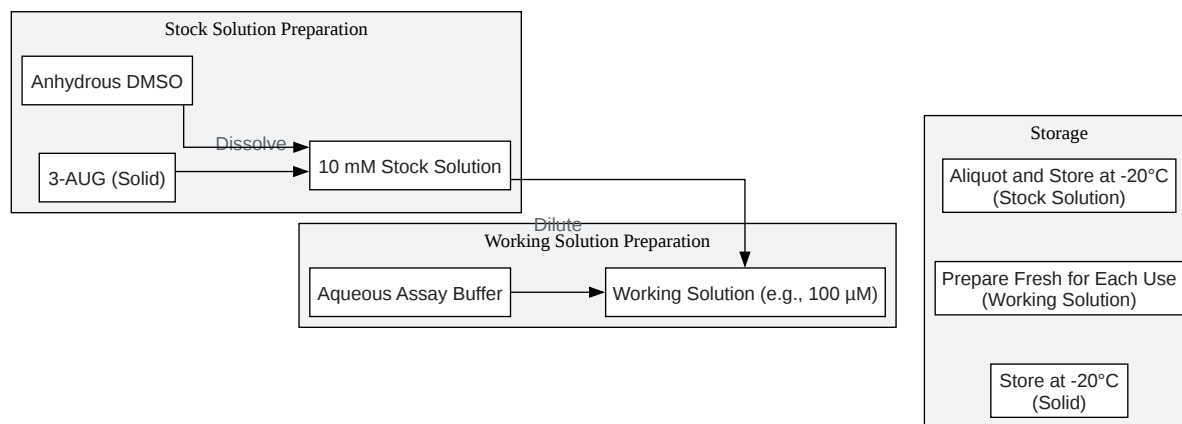 Stock Solution Preparation
Anhydrous DMSO
Dissolve
3-AUG (Solid)
10 mM Stock Solution
Dilute
Working Solution Preparation
Aqueous Assay Buffer
Working Solution (e.g., 100 µM)
Storage
Aliquot and Store at -20°C
(Stock Solution)
Prepare Fresh for Each Use
(Working Solution)
Store at -20°C
(Solid)